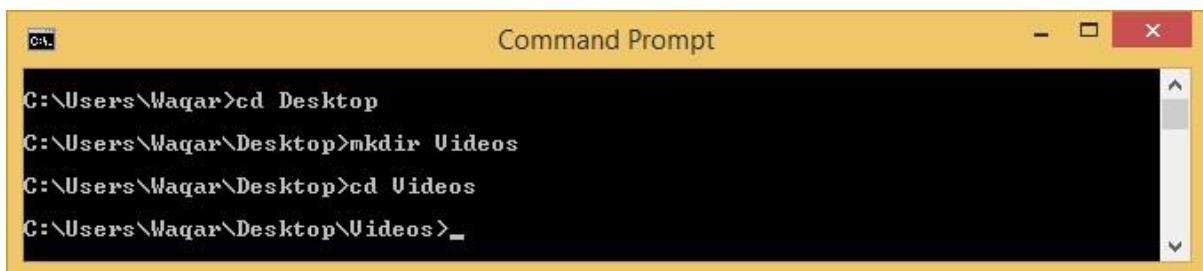 C:\.
Command Prompt
C:\Users\Waqar>cd Desktop
C:\Users\Waqar\Desktop>mkdir Videos
C:\Users\Waqar\Desktop>cd Videos
C:\Users\Waqar\Desktop\Videos>_